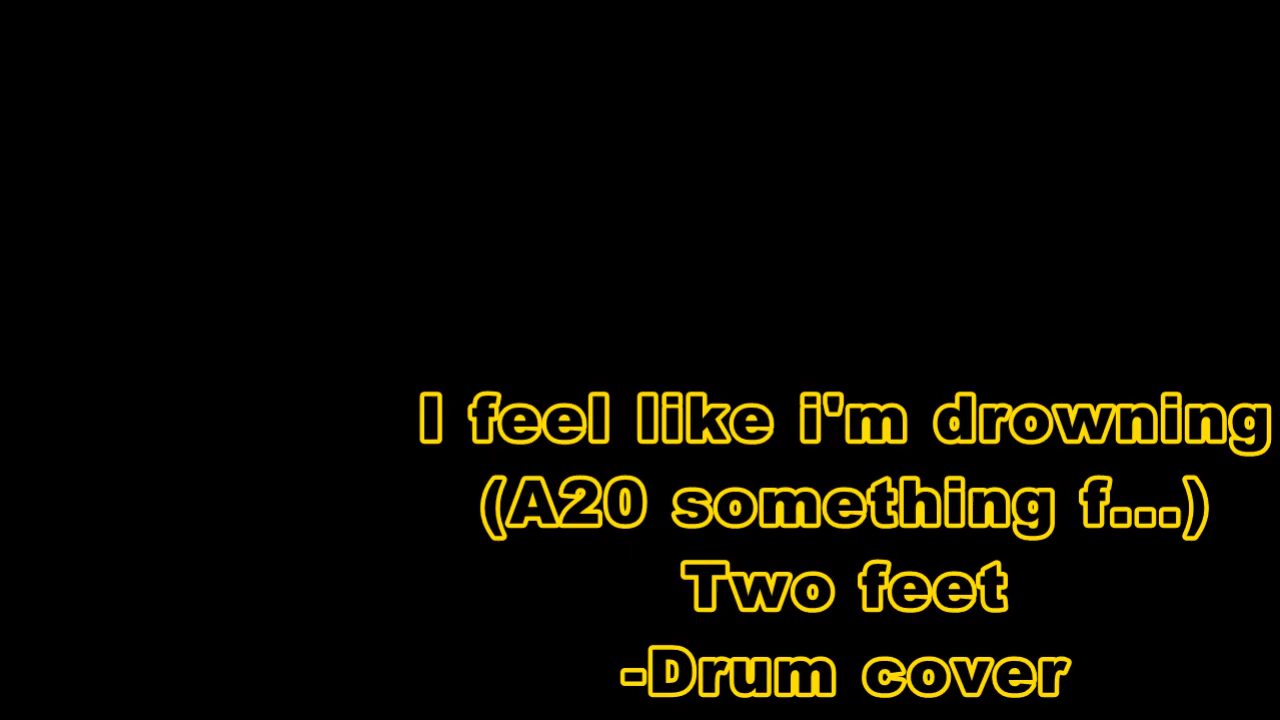 I feel like i'm drowning
(A20 something f...)
Two feet
-Drum cover